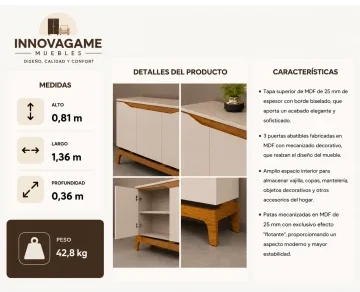 INNOVAGAME
MUEBLES
DISEÑO, CALIDAD Y CONFORT
MEDIDAS
ALTO
0,81 m
LARGO
1,36 m
PROFUNDIDAD
0,36 m
PESO
42,8 kg
DETALLES DEL PRODUCTO
CARACTERÍSTICAS
• Tapa superior de MDF de 25 mm de
espesor con borde biselado, que
aporta un acabado elegante y
sofisticado.
• 3 puertas abatibles fabricadas en
MDF con mecanizado decorativo,
que realzan el diseño del mueble.
• Amplio espacio interior para
almacenar vajilla, copas, mantelería,
objetos decorativos y otros
accesorios del hogar.
• Patas mecanizadas en MDF de
25 mm con exclusivo efecto
"flotante", proporcionando un
aspecto moderno y mayor
estabilidad.